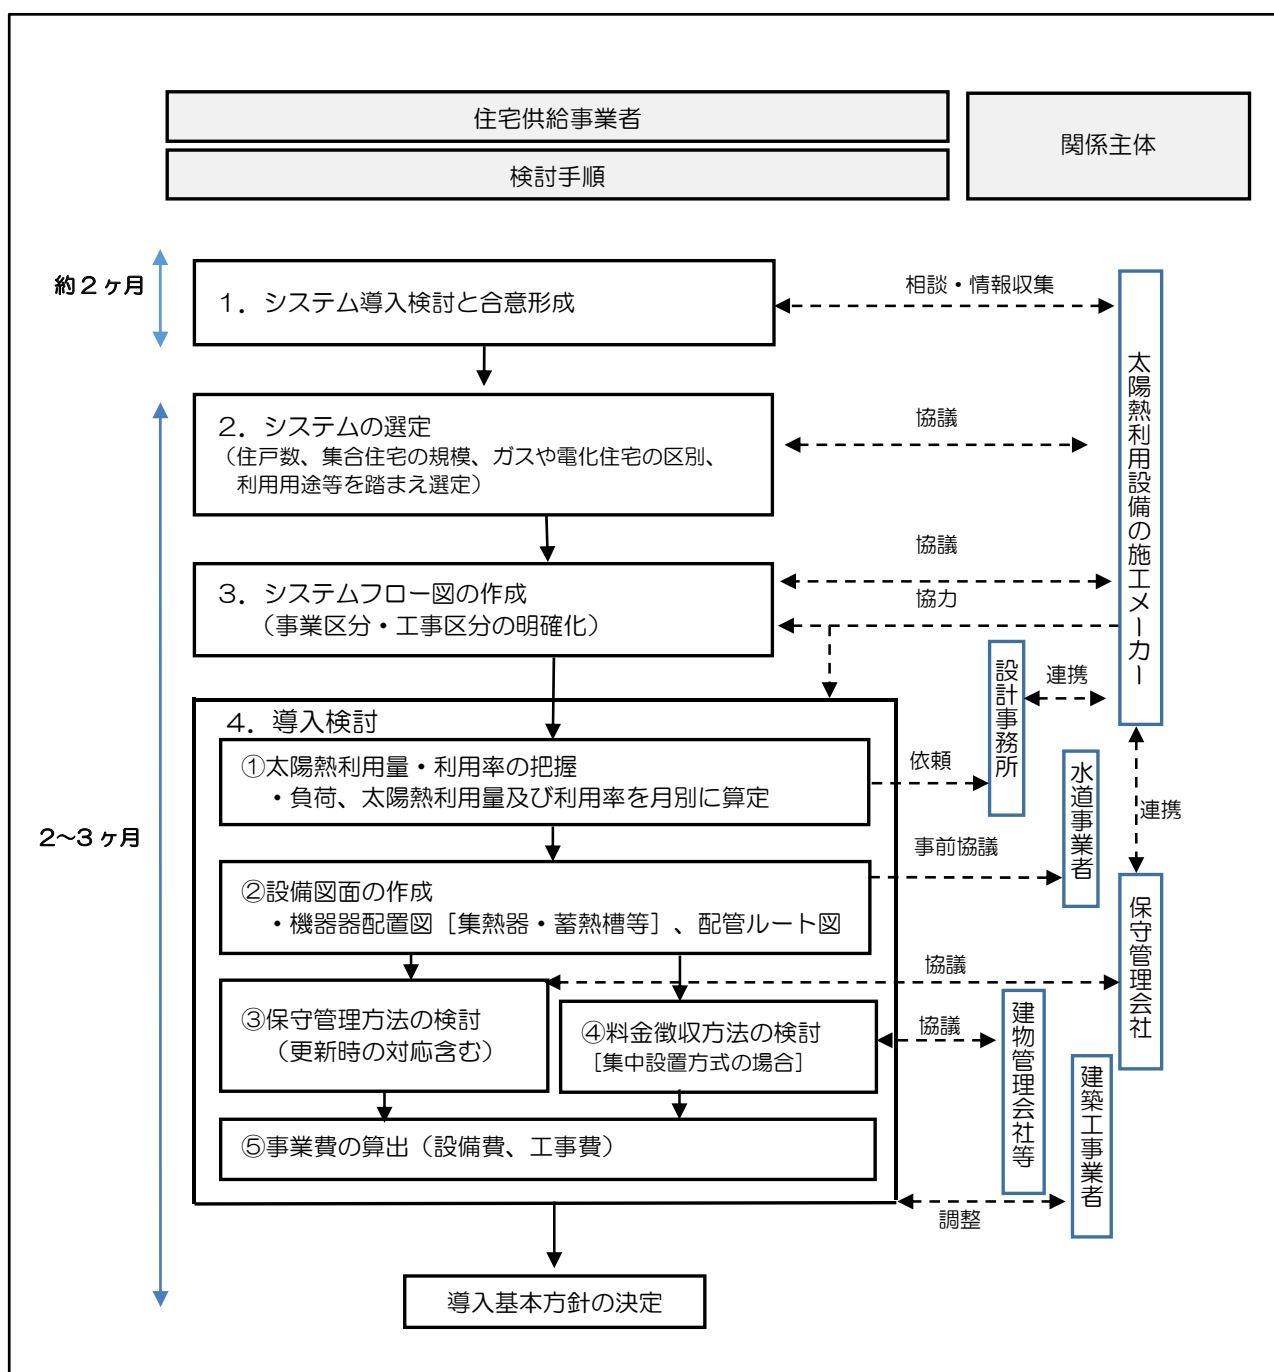 住宅供給事業者
検討手順
関係主体
約２ヶ月
１．システム導入検討と合意形成
相談・情報収集
太陽熱利用設備の施工メーカー
２．システムの選定
（住戸数、集合住宅の規模、ガスや電化住宅の区別、
利用用途等を踏まえ選定）
協議
３．システムフロー図の作成
（事業区分・工事区分の明確化）
協議
協力
設計事務所
連携
４．導入検討
①太陽熱利用量・利用率の把握
・負荷、太陽熱利用量及び利用率を月別に算定
依頼
水道事業者
連携
２～３ヶ月
②設備図面の作成
・機器器配置図［集熱器・蓄熱槽等］、配管ルート図
事前協議
保守管理会社
協議
③保守管理方法の検討
（更新時の対応含む）
④料金徴収方法の検討
［集中設置方式の場合］
協議
建物管理会社等
建築工事業者
⑤事業費の算出（設備費、工事費）
調整
導入基本方針の決定